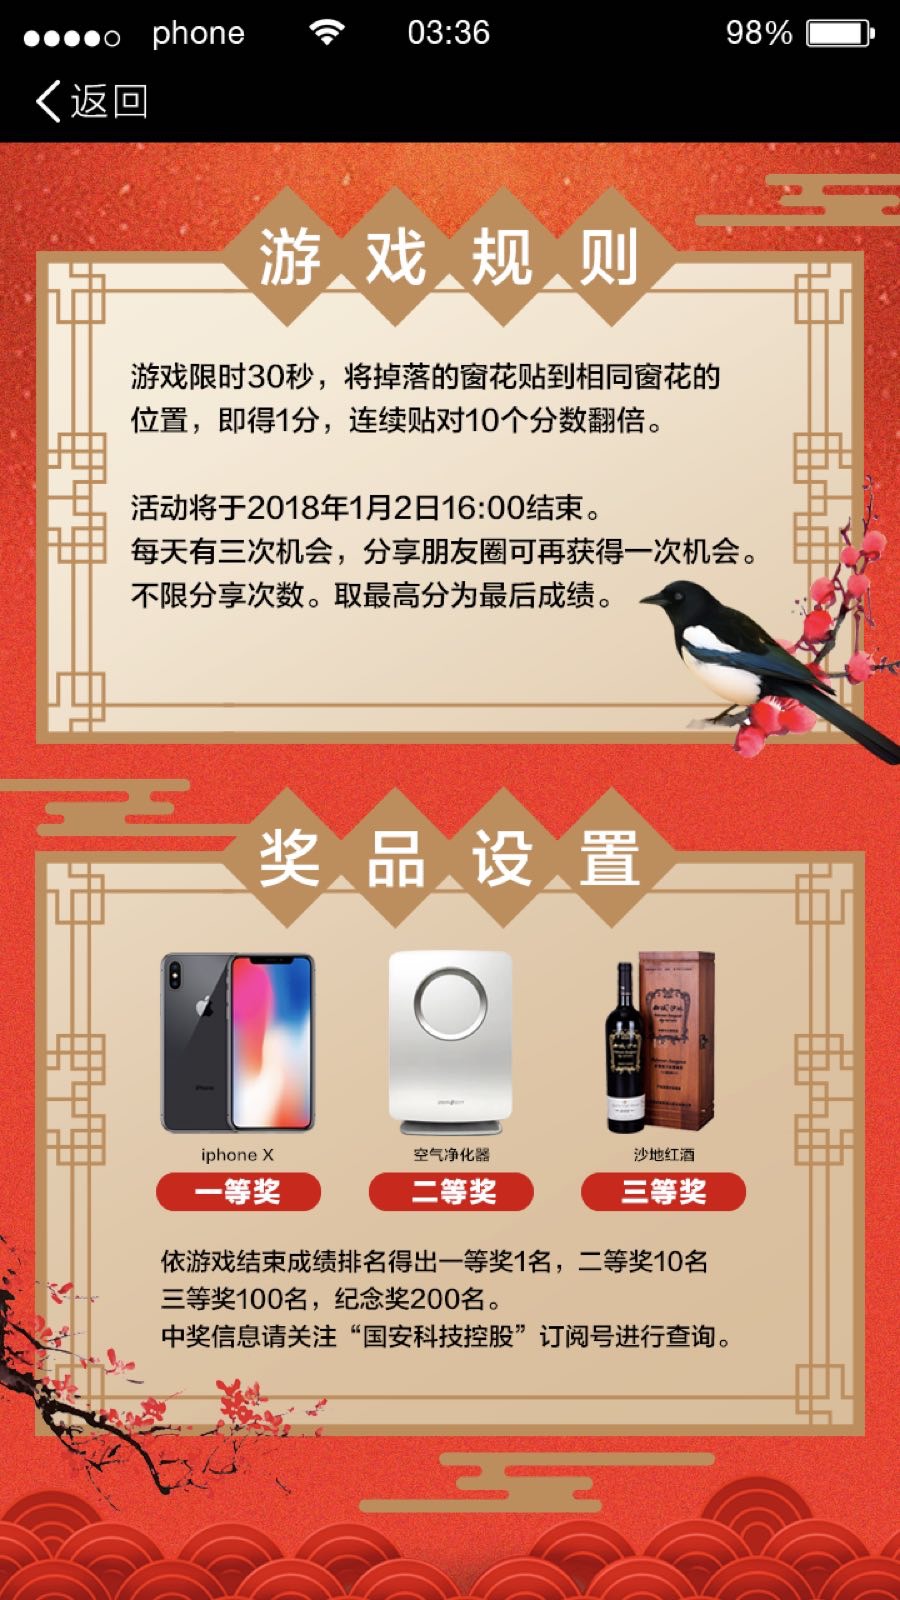 phone 03:36 98%
返回
游戏规则
游戏限时30秒，将掉落的窗花贴到相同窗花的
位置，即得1分，连续贴对10个分数翻倍。
活动将于2018年1月2日16:00结束。
每天有三次机会，分享朋友圈可再获得一次机会。
不限分享次数。取最高分为最后成绩。
奖品设置
iphone X 空气净化器 沙地红酒
一等奖 二等奖 三等奖
依游戏结束成绩排名得出一等奖1名，二等奖10名
三等奖100名，纪念奖200名。
中奖信息请关注“国安科技控股”订阅号进行查询。